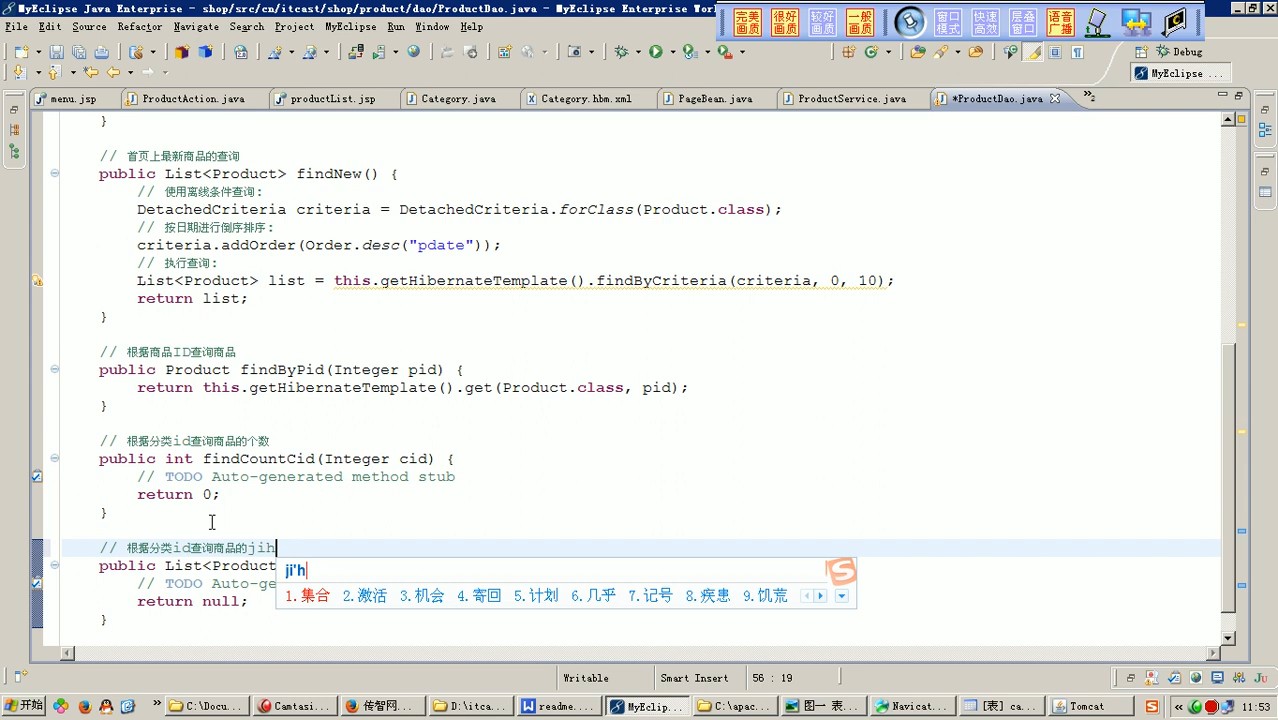 MyEclipse Java Enterprise - shop/src/cn/itcast/shop/product/dao/ProductDao.java - MyEclipse Enterprise Wor
完美画质 很好画质 较好画质 一般画质 窗口模式 快速高效 层叠窗口 语音广播
File Edit Source Refactor Navigate Search Project MyEclipse Run Window Help
Debug
MyEclipse ...
menu.jsp ProductAction.java productList.jsp Category.java Category.hbm.xml PageBean.java ProductService.java *ProductDao.java
}
// 首页上最新商品的查询
public List<Product> findNew() {
// 使用离线条件查询:
DetachedCriteria criteria = DetachedCriteria.forClass(Product.class);
// 按日期进行倒序排序:
criteria.addOrder(Order.desc("pdate"));
// 执行查询:
List<Product> list = this.getHibernateTemplate().findByCriteria(criteria, 0, 10);
return list;
}
// 根据商品ID查询商品
public Product findByPid(Integer pid) {
return this.getHibernateTemplate().get(Product.class, pid);
}
// 根据分类id查询商品的个数
public int findCountCid(Integer cid) {
// TODO Auto-generated method stub
return 0;
}
// 根据分类id查询商品的jih
public List<Product
ji'h
// TODO Auto-ge
1.集合 2.激活 3.机会 4.寄回 5.计划 6.几乎 7.记号 8.疾患 9.饥荒
return null;
}
Writable Smart Insert 56 : 19
开始 C:\Docu... Camtasi... 传智网... D:\itca... readme... MyEclip... C:\apac... 图一 表... Navicat... [表] ca... Tomcat 11:53